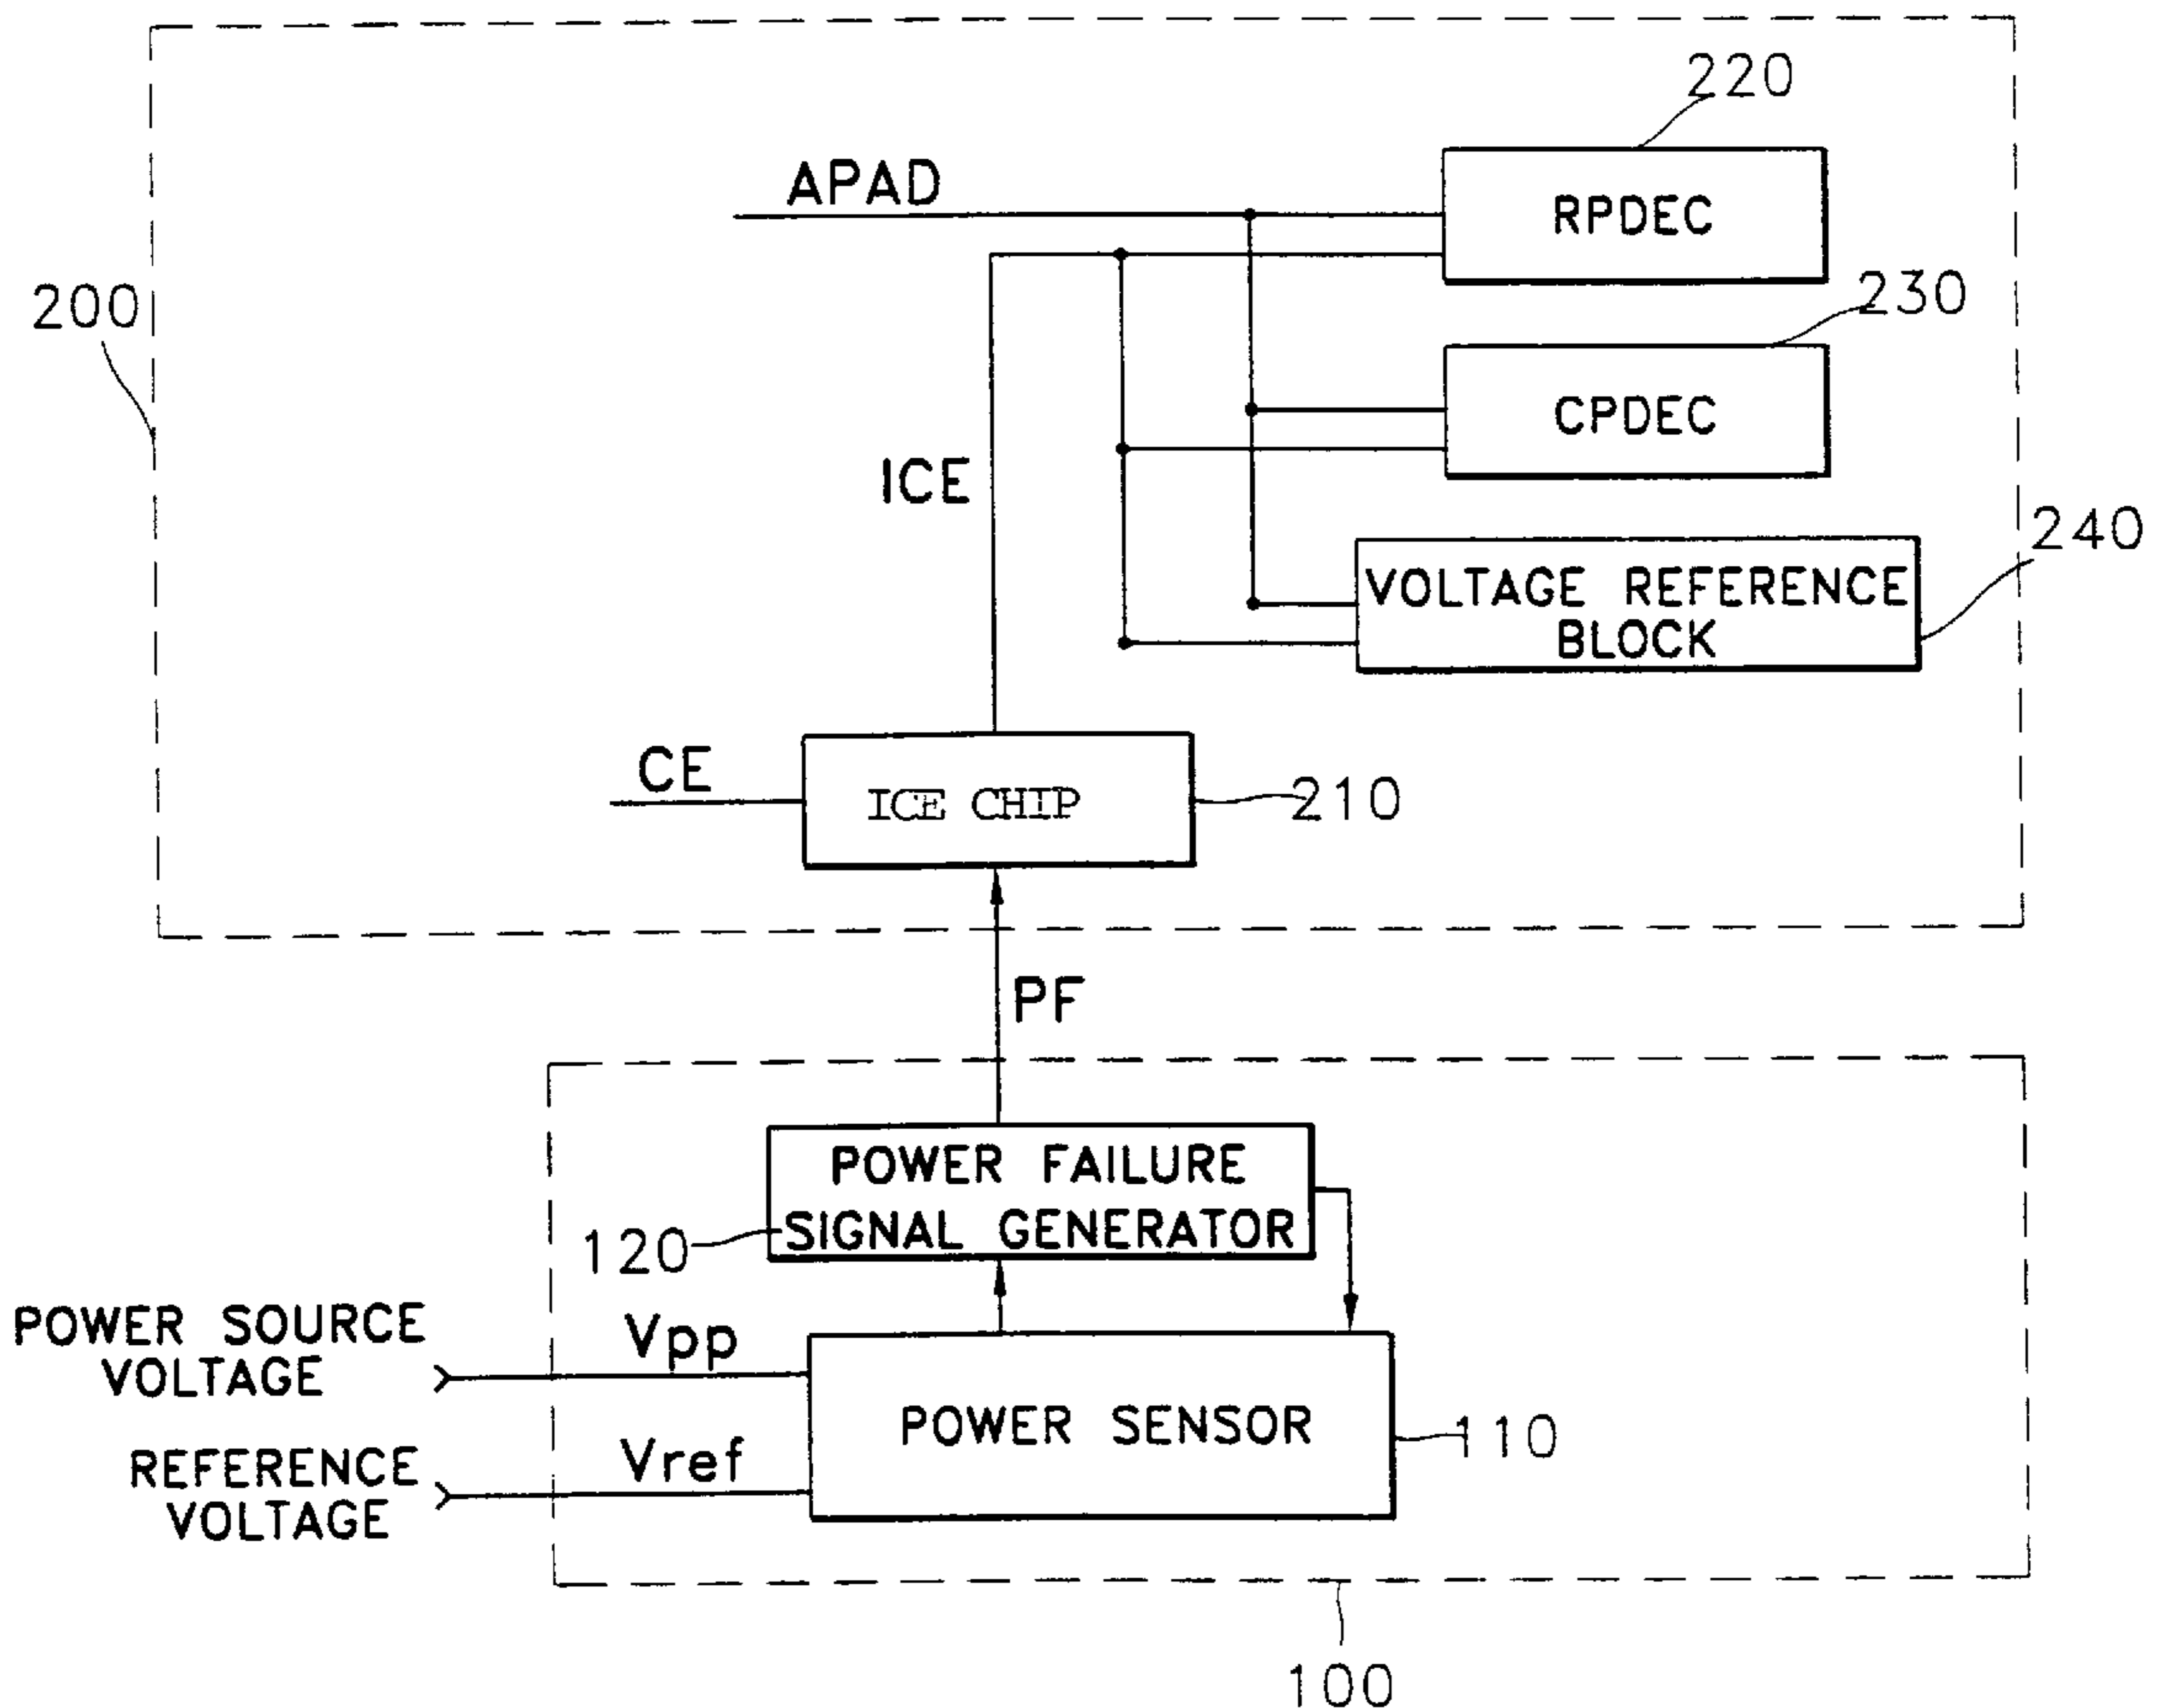 220
APAD
RPDEC
230
200
CPDEC
ICE
240
VOLTAGE REFERENCE
BLOCK
CE
ICE CHIP
210
PF
POWER FAILURE
SIGNAL GENERATOR
120
POWER SOURCE
VOLTAGE
Vpp
POWER SENSOR
110
REFERENCE
VOLTAGE
Vref
100